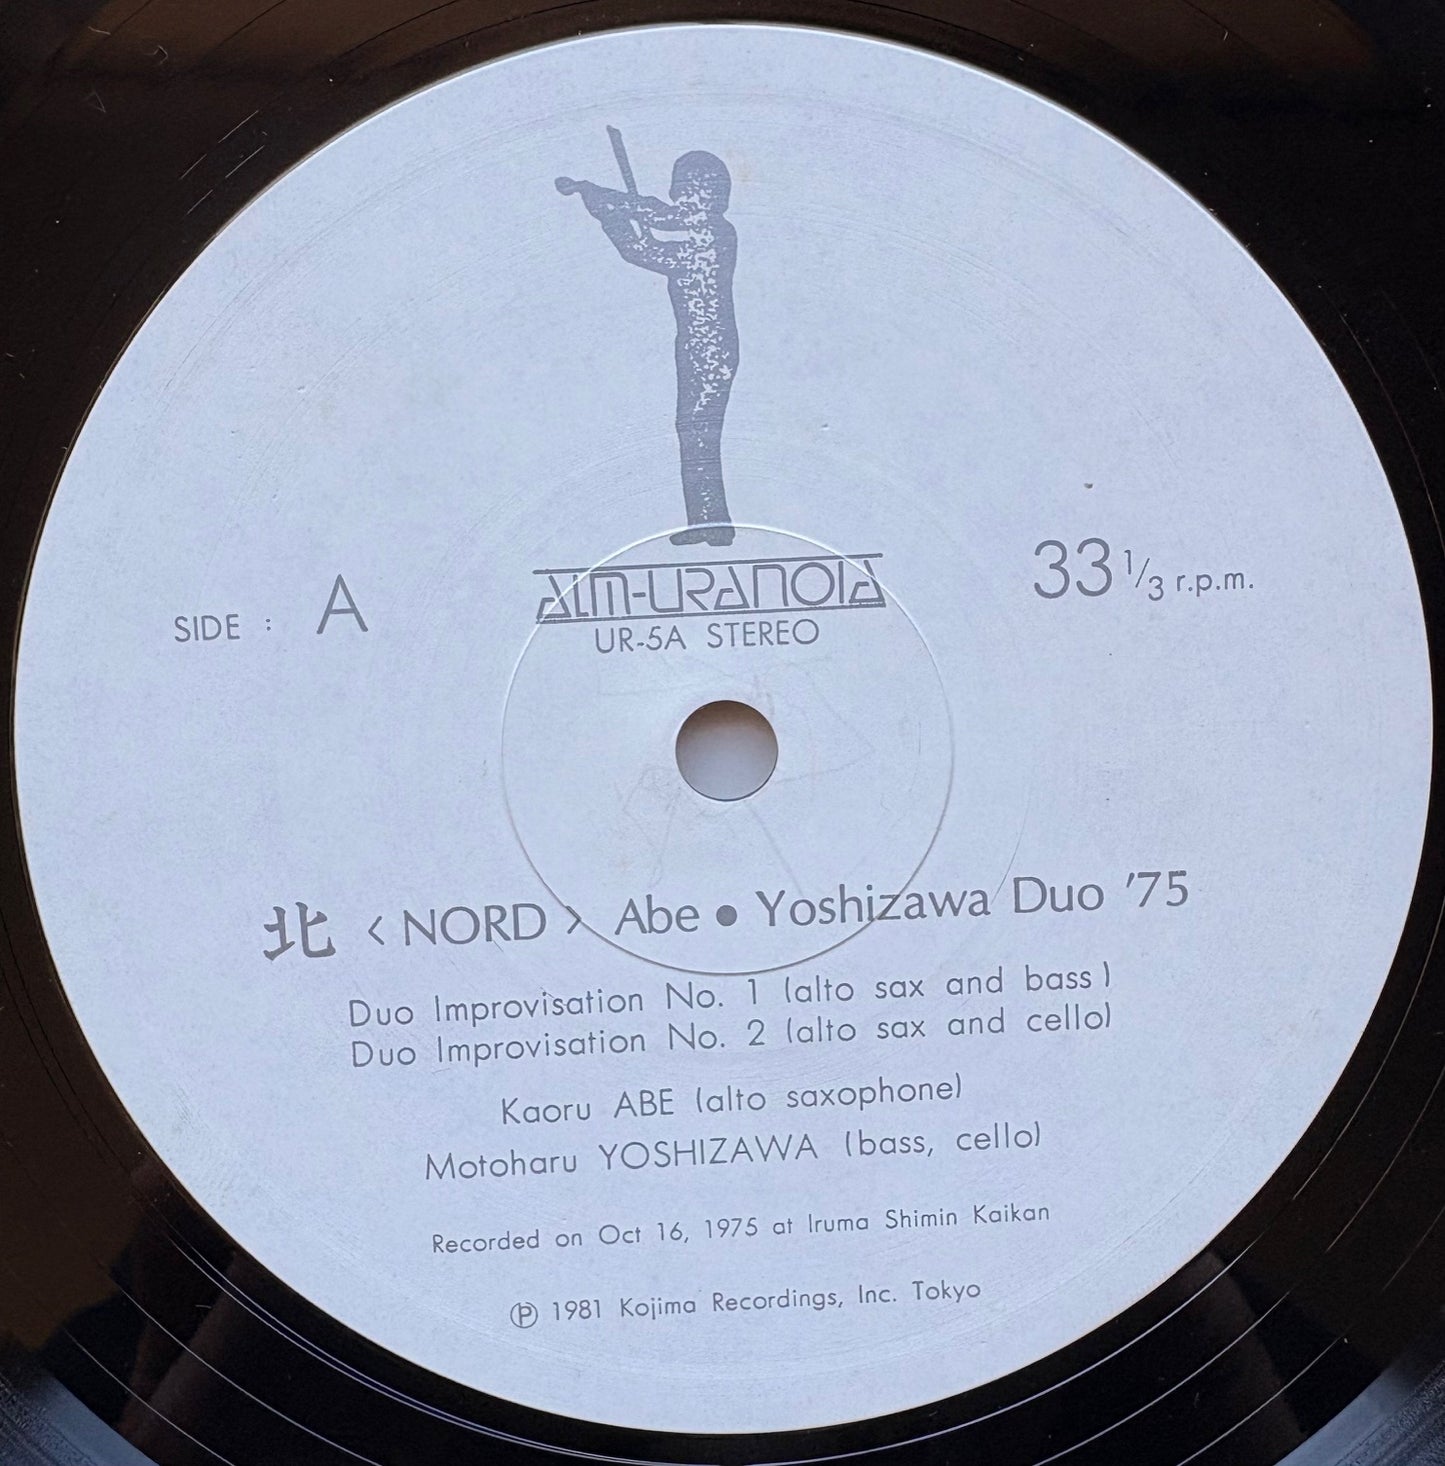 ALM-URANOIA
SIDE : A
UR-5A STEREO
33 1/3 r.p.m.
北 < NORD > Abe ● Yoshizawa Duo '75
Duo Improvisation No. 1 (alto sax and bass)
Duo Improvisation No. 2 (alto sax and cello)
Kaoru ABE (alto saxophone)
Motoharu YOSHIZAWA (bass, cello)
Recorded on Oct 16, 1975 at Iruma Shimin Kaikan
Ⓟ 1981 Kojima Recordings, Inc. Tokyo